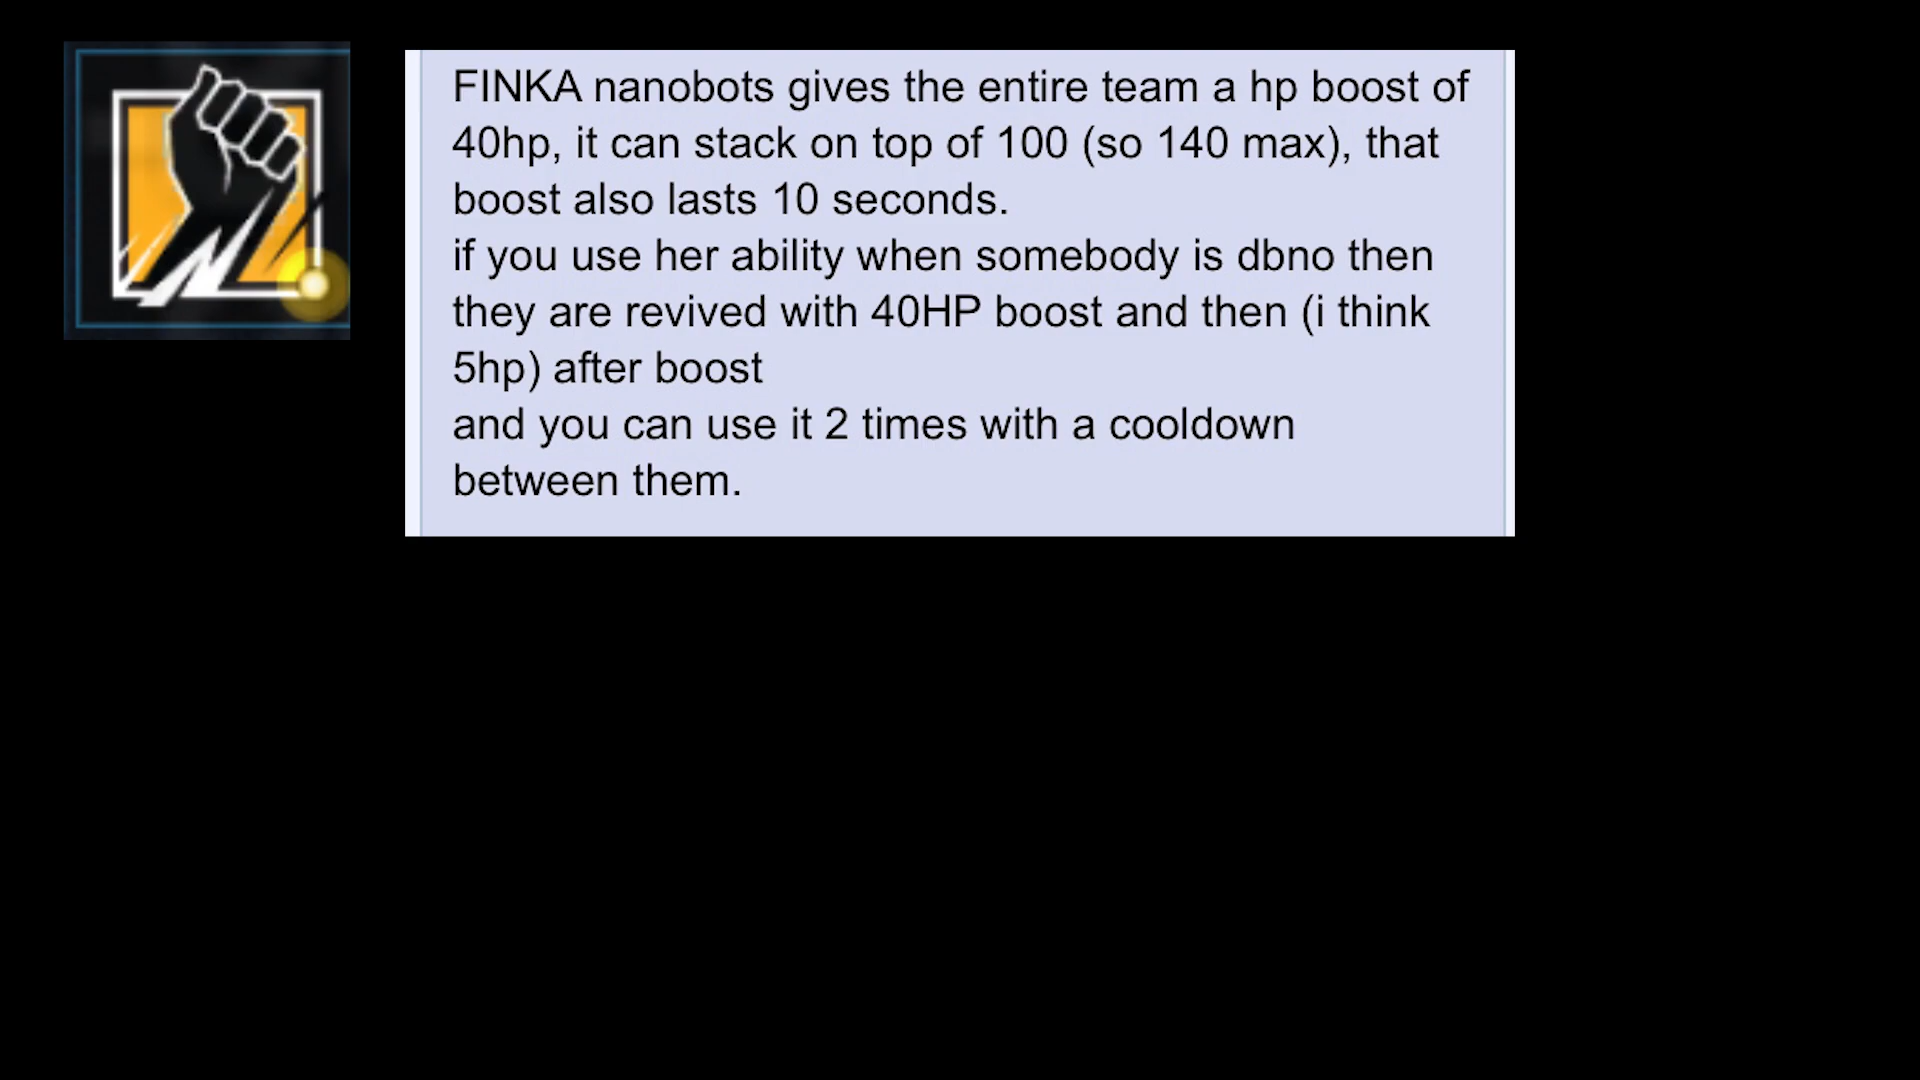 FINKA nanobots gives the entire team a hp boost of
40hp, it can stack on top of 100 (so 140 max), that
boost also lasts 10 seconds.
if you use her ability when somebody is dbno then
they are revived with 40HP boost and then (i think
5hp) after boost
and you can use it 2 times with a cooldown
between them.